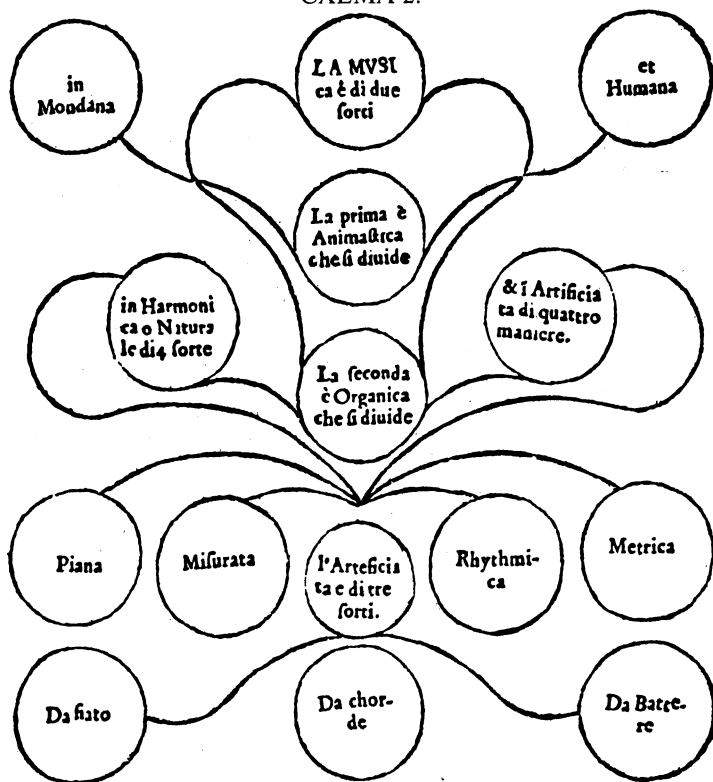 in
Mondana
LA MVSI
ca è di due
ſorti
et
Humana
La prima è
Animaſtica
che ſi diuide
in Harmoni
ca o Natura
le di 4 ſorte
& ĩ Artificia
ta di quattro
maniere.
La ſeconda
è Organica
che ſi diuide
Piana
Miſurata
l'Arteficia
ta e di tre
ſorti.
Rhythmi-
ca
Metrica
Da fiato
Da chor-
de
Da Batte-
re